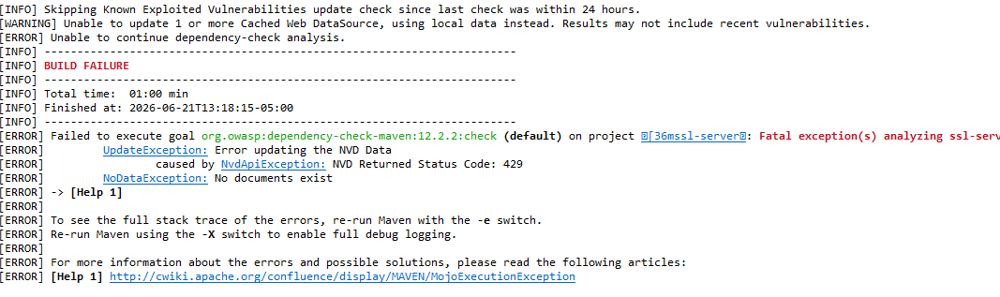 [INFO] Skipping Known Exploited Vulnerabilities update check since last check was within 24 hours.
[WARNING] Unable to update 1 or more Cached Web DataSource, using local data instead. Results may not include recent vulnerabilities.
[ERROR] Unable to continue dependency-check analysis.
[INFO] ------------------------------------------------------------------------
[INFO] BUILD FAILURE
[INFO] ------------------------------------------------------------------------
[INFO] Total time:  01:00 min
[INFO] Finished at: 2026-06-21T13:18:15-05:00
[INFO] ------------------------------------------------------------------------
[ERROR] Failed to execute goal org.owasp:dependency-check-maven:12.2.2:check (default) on project [36mssl-server: Fatal exception(s) analyzing ssl-serv
[ERROR]         UpdateException: Error updating the NVD Data
[ERROR]                 caused by NvdApiException: NVD Returned Status Code: 429
[ERROR]         NoDataException: No documents exist
[ERROR] -> [Help 1]
[ERROR]
[ERROR] To see the full stack trace of the errors, re-run Maven with the -e switch.
[ERROR] Re-run Maven using the -X switch to enable full debug logging.
[ERROR]
[ERROR] For more information about the errors and possible solutions, please read the following articles:
[ERROR] [Help 1] http://cwiki.apache.org/confluence/display/MAVEN/MojoExecutionException